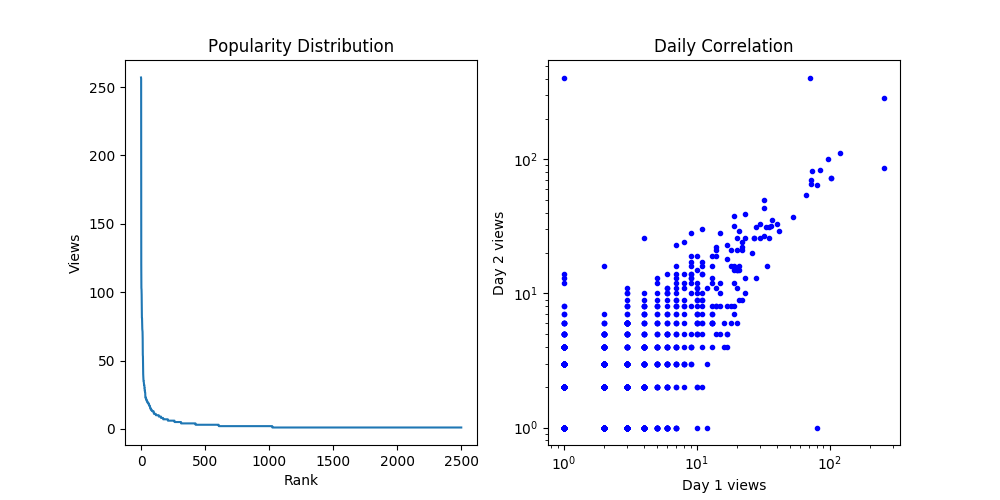 Popularity Distribution
250
200
150
100
50
0
Views
0 500 1000 1500 2000 2500
Rank
Daily Correlation
10²
10¹
10⁰
Day 2 views
10⁰ 10¹ 10²
Day 1 views